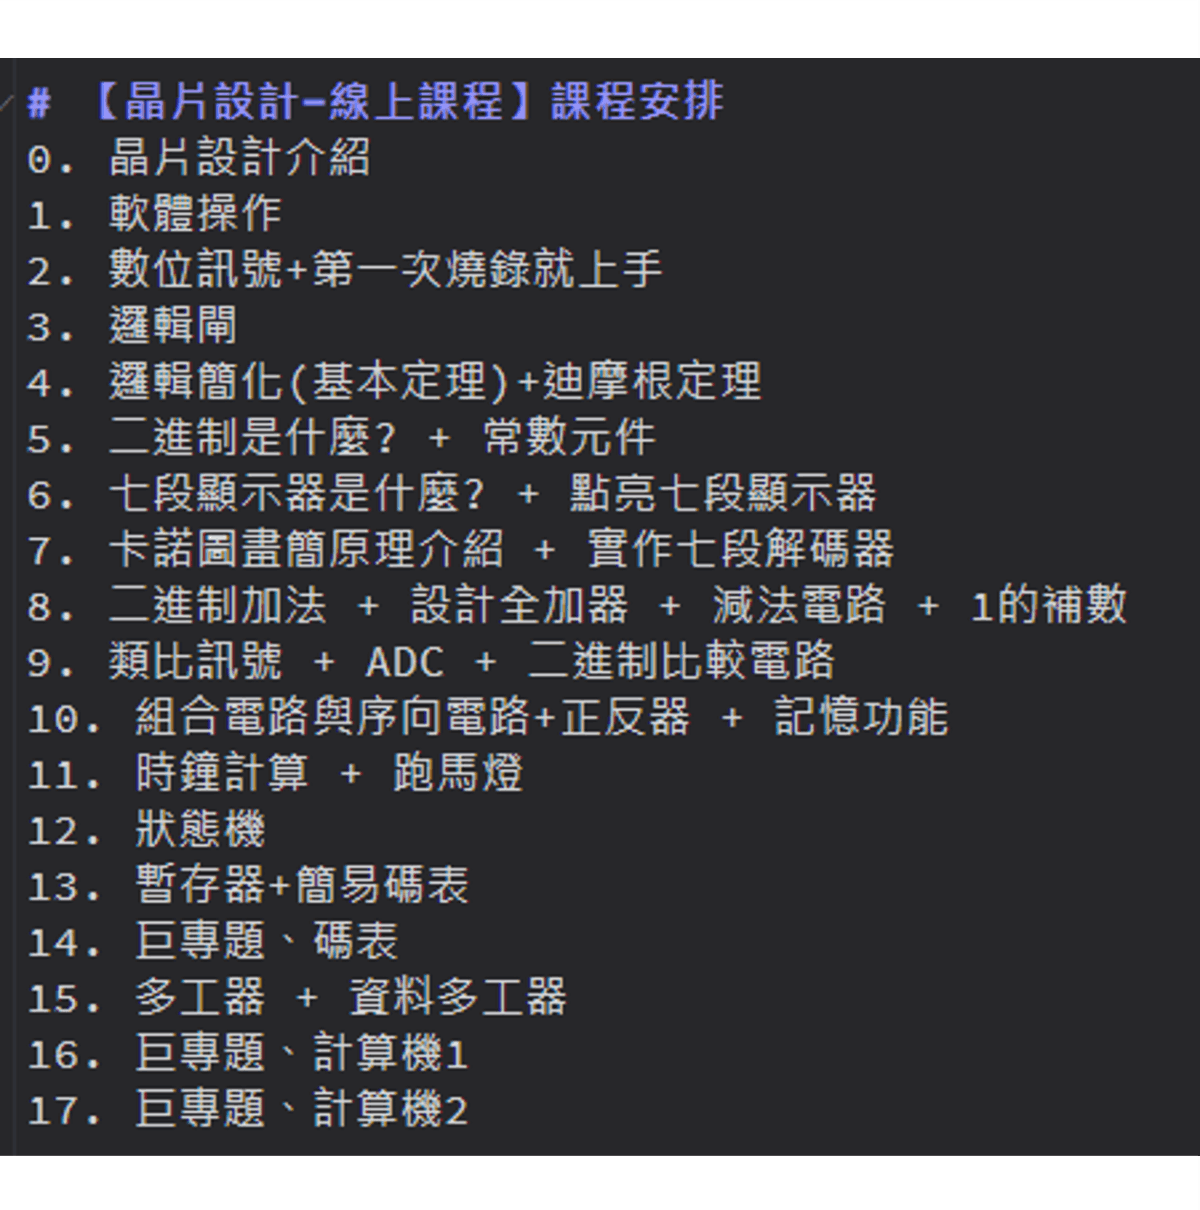 # 【晶片設計-線上課程】課程安排
0. 晶片設計介紹
1. 軟體操作
2. 數位訊號+第一次燒錄就上手
3. 邏輯閘
4. 邏輯簡化(基本定理)+迪摩根定理
5. 二進制是什麼? + 常數元件
6. 七段顯示器是什麼? + 點亮七段顯示器
7. 卡諾圖畫簡原理介紹 + 實作七段解碼器
8. 二進制加法 + 設計全加器 + 減法電路 + 1的補數
9. 類比訊號 + ADC + 二進制比較電路
10. 組合電路與序向電路+正反器 + 記憶功能
11. 時鐘計算 + 跑馬燈
12. 狀態機
13. 暫存器+簡易碼表
14. 巨專題、碼表
15. 多工器 + 資料多工器
16. 巨專題、計算機1
17. 巨專題、計算機2